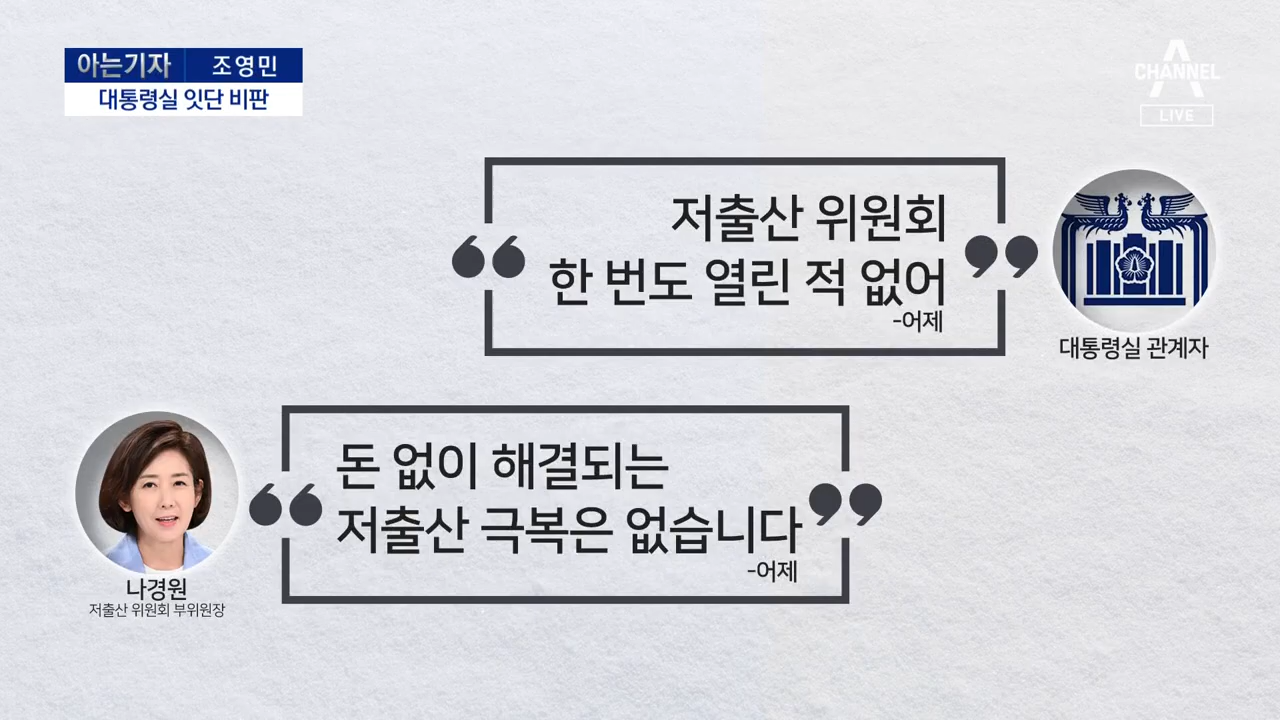 아는기자 조영민
대통령실 잇단 비판
CHANNEL A
LIVE
“저출산 위원회
한 번도 열린 적 없어”
-어제
대통령실 관계자
“돈 없이 해결되는
저출산 극복은 없습니다”
-어제
나경원
저출산 위원회 부위원장